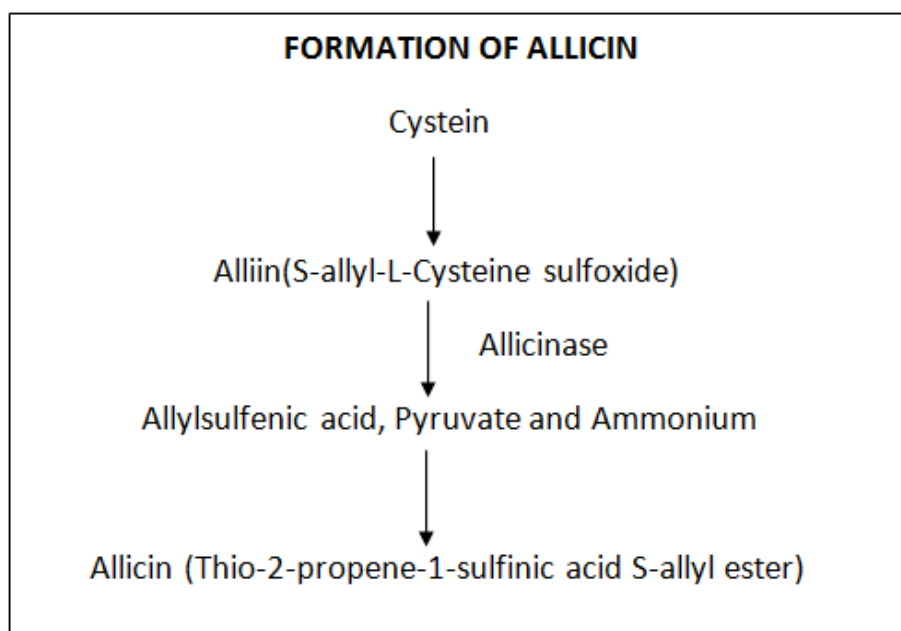 FORMATION OF ALLICIN
Cystein
Alliin(S-allyl-L-Cysteine sulfoxide)
Allicinase
Allylsulfenic acid, Pyruvate and Ammonium
Allicin (Thio-2-propene-1-sulfinic acid S-allyl ester)